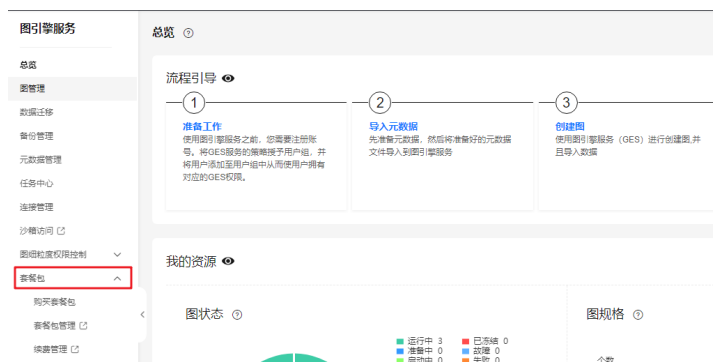 图引擎服务
总览
总览
图管理
数据迁移
备份管理
元数据管理
任务中心
连接管理
沙箱访问
图细粒度权限控制
套餐包
购买套餐包
套餐包管理
续费管理
流程引导
1
准备工作
使用图引擎服务之前，您需要注册账
号。将GES服务的策略授予用户组，并
将用户添加至用户组中从而使用户拥有
对应的GES权限。
2
导入元数据
先准备元数据，然后将准备好的元数据
文件导入到图引擎服务
3
创建图
使用图引擎服务（GES）进行创建图,并
且导入数据
我的资源
图状态
运行中 3
已冻结 0
准备中 0
故障 0
启动中 0
失败 0
图规格
个数